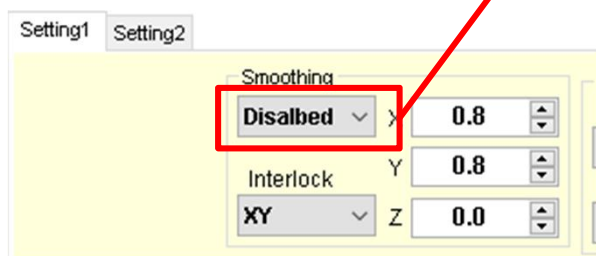 Setting1 Setting2
Smoothing
Disalbed X 0.8
Y 0.8
Interlock
XY Z 0.0